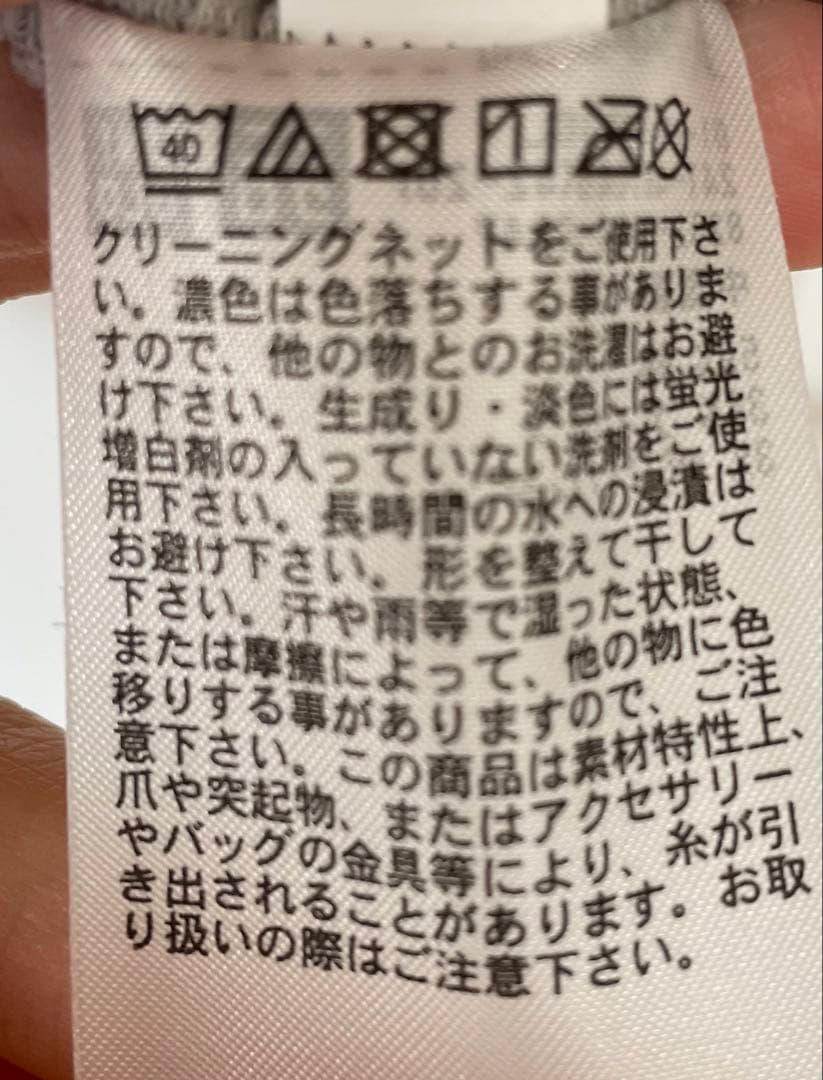 40
クリーニングネットをご使用下さ
い。濃色は色落ちする事がありま
すので、他の物とのお洗濯はお避
け下さい。生成り・淡色には蛍光
増白剤の入っていない洗剤をご使
用下さい。長時間の水への浸漬は
お避け下さい。形を整えて干して
下さい。汗や雨等で湿った状態、
または摩擦によって、他の物に色
移りする事がありますので、ご注
意下さい。この商品は素材特性上、
爪や突起物、またはアクセサリー
やバッグの金具等により、糸が引
き出されることがあります。お取
り扱いの際はご注意下さい。